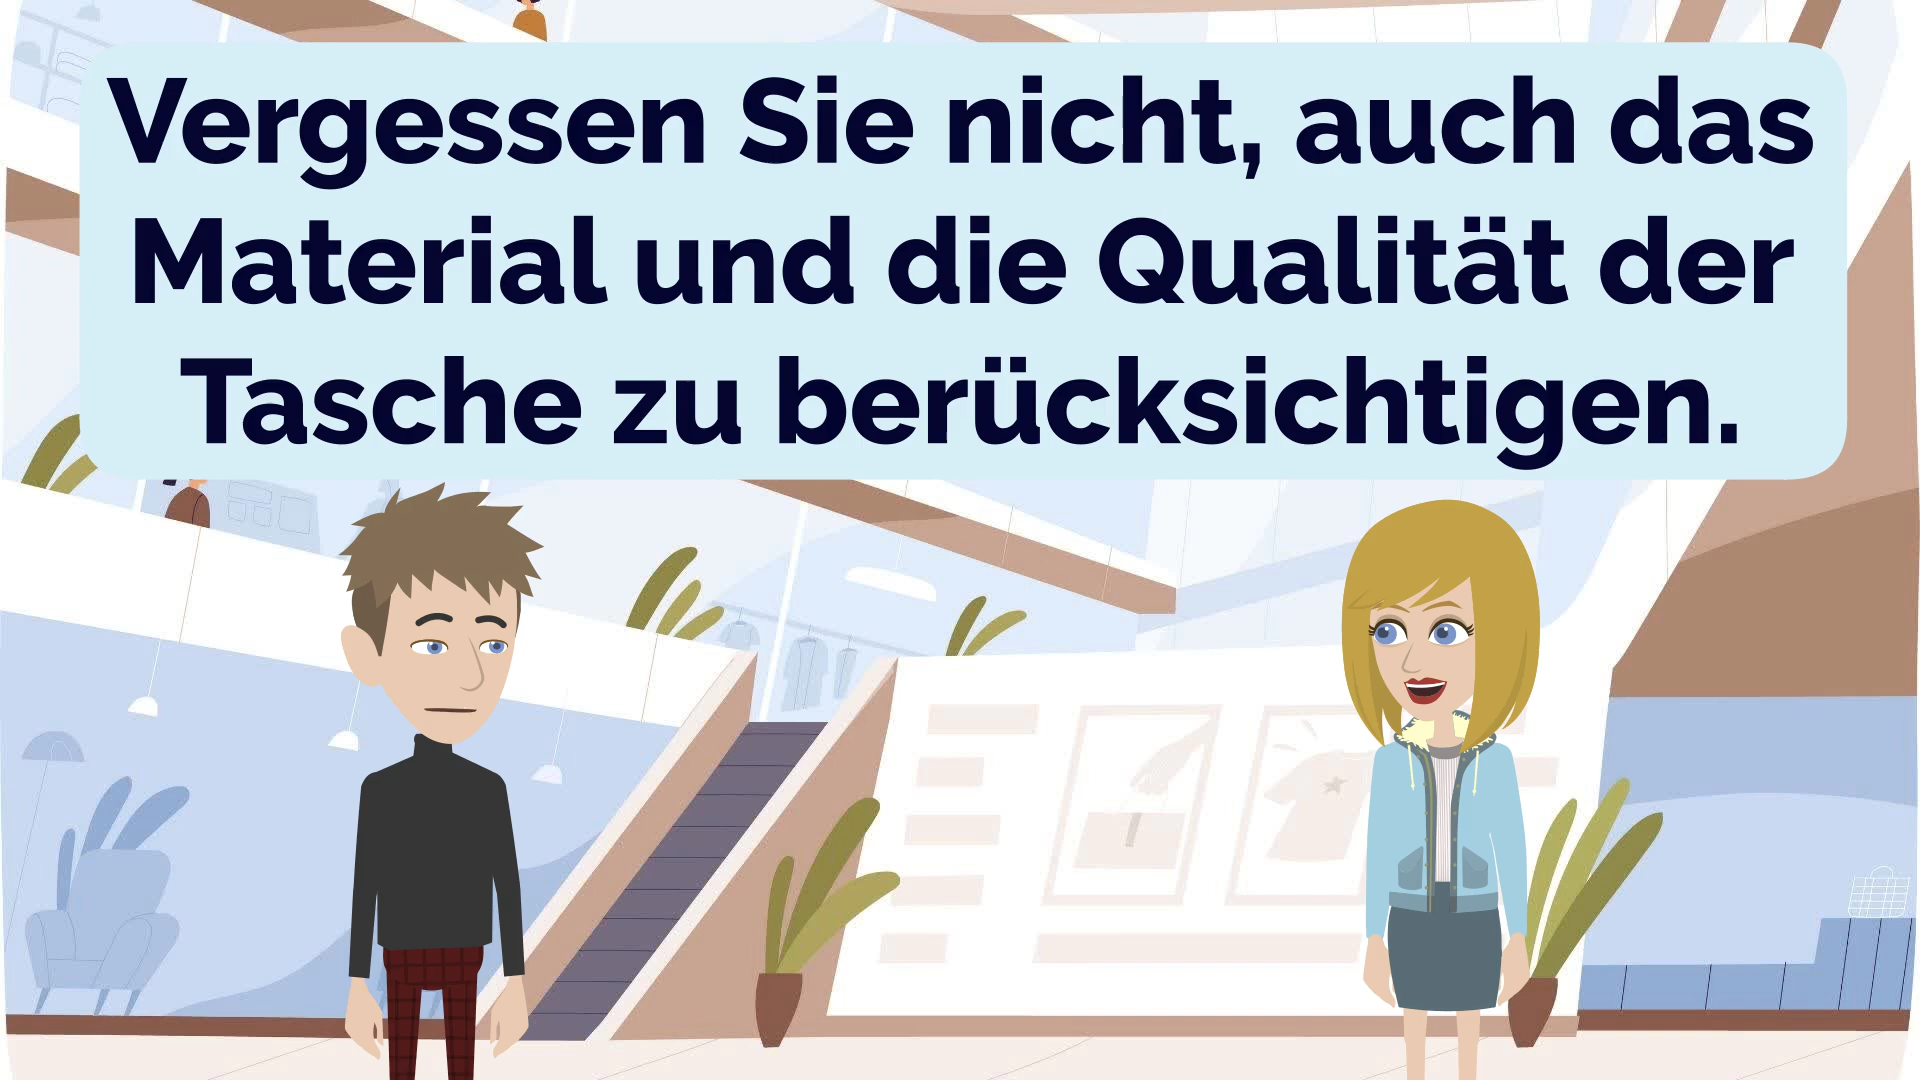 Vergessen Sie nicht, auch das
Material und die Qualität der
Tasche zu berücksichtigen.